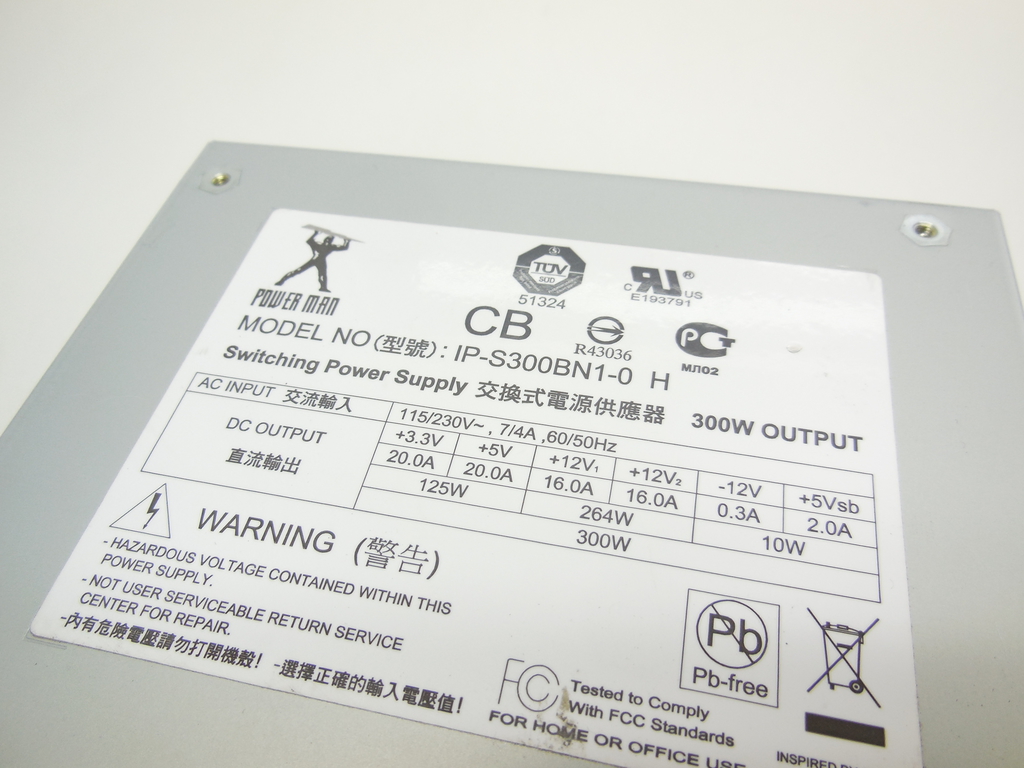 POWER MAN
TÜV
SÜD
51324
C US ®
E193791
CB
R43036
МЛ02
MODEL NO (型號) : IP-S300BN1-0 H
Switching Power Supply 交換式電源供應器 300W OUTPUT
AC INPUT 交流輸入 115/230V~ , 7/4A ,60/50Hz
DC OUTPUT +3.3V +5V +12V₁ +12V₂ -12V +5Vsb
直流輸出 20.0A 20.0A 16.0A 16.0A 0.3A 2.0A
125W 264W 10W
300W
WARNING (警告)
- HAZARDOUS VOLTAGE CONTAINED WITHIN THIS
POWER SUPPLY.
- NOT USER SERVICEABLE RETURN SERVICE
CENTER FOR REPAIR.
-內有危險電壓請勿打開機殼! -選擇正確的輸入電壓值!
Pb
Pb-free
FC Tested to Comply
With FCC Standards
FOR HOME OR OFFICE USE
INSPIRED